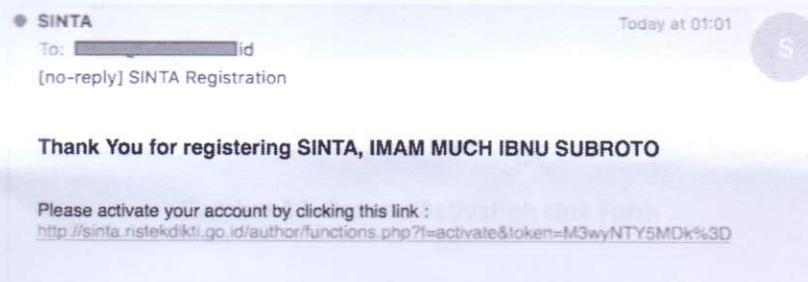 SINTA
Today at 01:01
S
To: id
[no-reply] SINTA Registration
Thank You for registering SINTA, IMAM MUCH IBNU SUBROTO
Please activate your account by clicking this link :
http://sinta.ristekdikti.go.id/author/functions.php?f=activate&token=M3wyNTY5MDk%3D